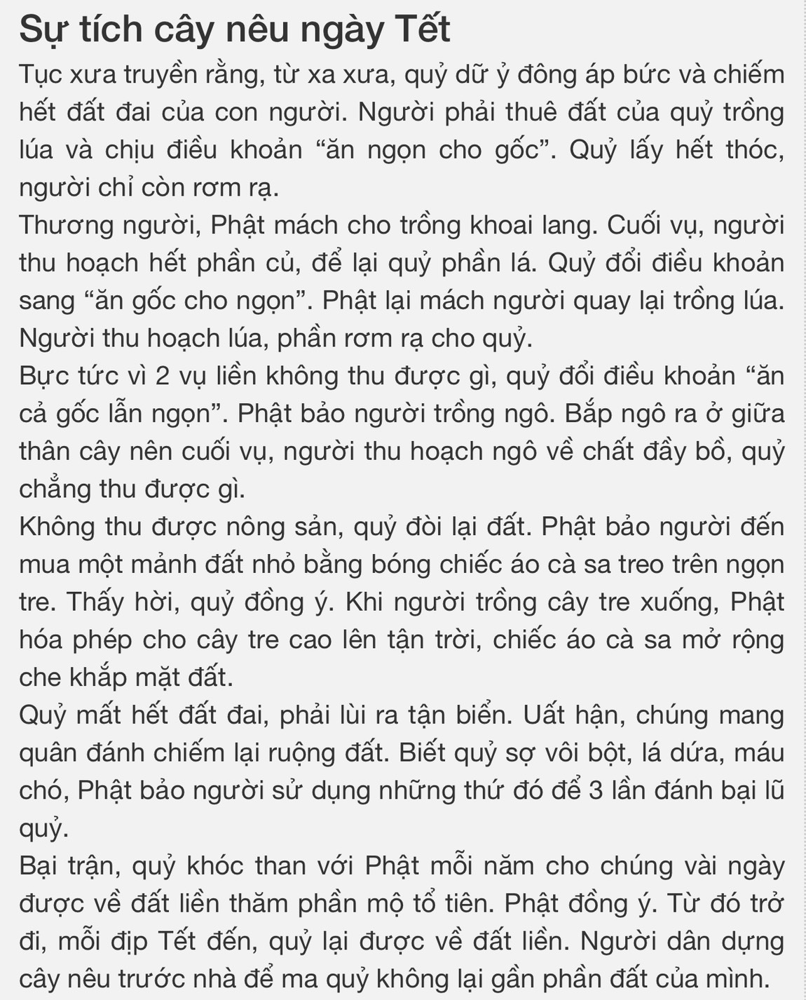 Sự tích cây nêu ngày Tết
Tục xưa truyền rằng, từ xa xưa, quỷ dữ ỷ đông áp bức và chiếm
hết đất đai của con người. Người phải thuê đất của quỷ trồng
lúa và chịu điều khoản “ăn ngọn cho gốc”. Quỷ lấy hết thóc,
người chỉ còn rơm rạ.
Thương người, Phật mách cho trồng khoai lang. Cuối vụ, người
thu hoạch hết phần củ, để lại quỷ phần lá. Quỷ đổi điều khoản
sang “ăn gốc cho ngọn”. Phật lại mách người quay lại trồng lúa.
Người thu hoạch lúa, phần rơm rạ cho quỷ.
Bực tức vì 2 vụ liền không thu được gì, quỷ đổi điều khoản “ăn
cả gốc lẫn ngọn”. Phật bảo người trồng ngô. Bắp ngô ra ở giữa
thân cây nên cuối vụ, người thu hoạch ngô về chất đầy bồ, quỷ
chẳng thu được gì.
Không thu được nông sản, quỷ đòi lại đất. Phật bảo người đến
mua một mảnh đất nhỏ bằng bóng chiếc áo cà sa treo trên ngọn
tre. Thấy hời, quỷ đồng ý. Khi người trồng cây tre xuống, Phật
hóa phép cho cây tre cao lên tận trời, chiếc áo cà sa mở rộng
che khắp mặt đất.
Quỷ mất hết đất đai, phải lùi ra tận biển. Uất hận, chúng mang
quân đánh chiếm lại ruộng đất. Biết quỷ sợ vôi bột, lá dứa, máu
chó, Phật bảo người sử dụng những thứ đó để 3 lần đánh bại lũ
quỷ.
Bại trận, quỷ khóc than với Phật mỗi năm cho chúng vài ngày
được về đất liền thăm phần mộ tổ tiên. Phật đồng ý. Từ đó trở
đi, mỗi địp Tết đến, quỷ lại được về đất liền. Người dân dựng
cây nêu trước nhà để ma quỷ không lại gần phần đất của mình.